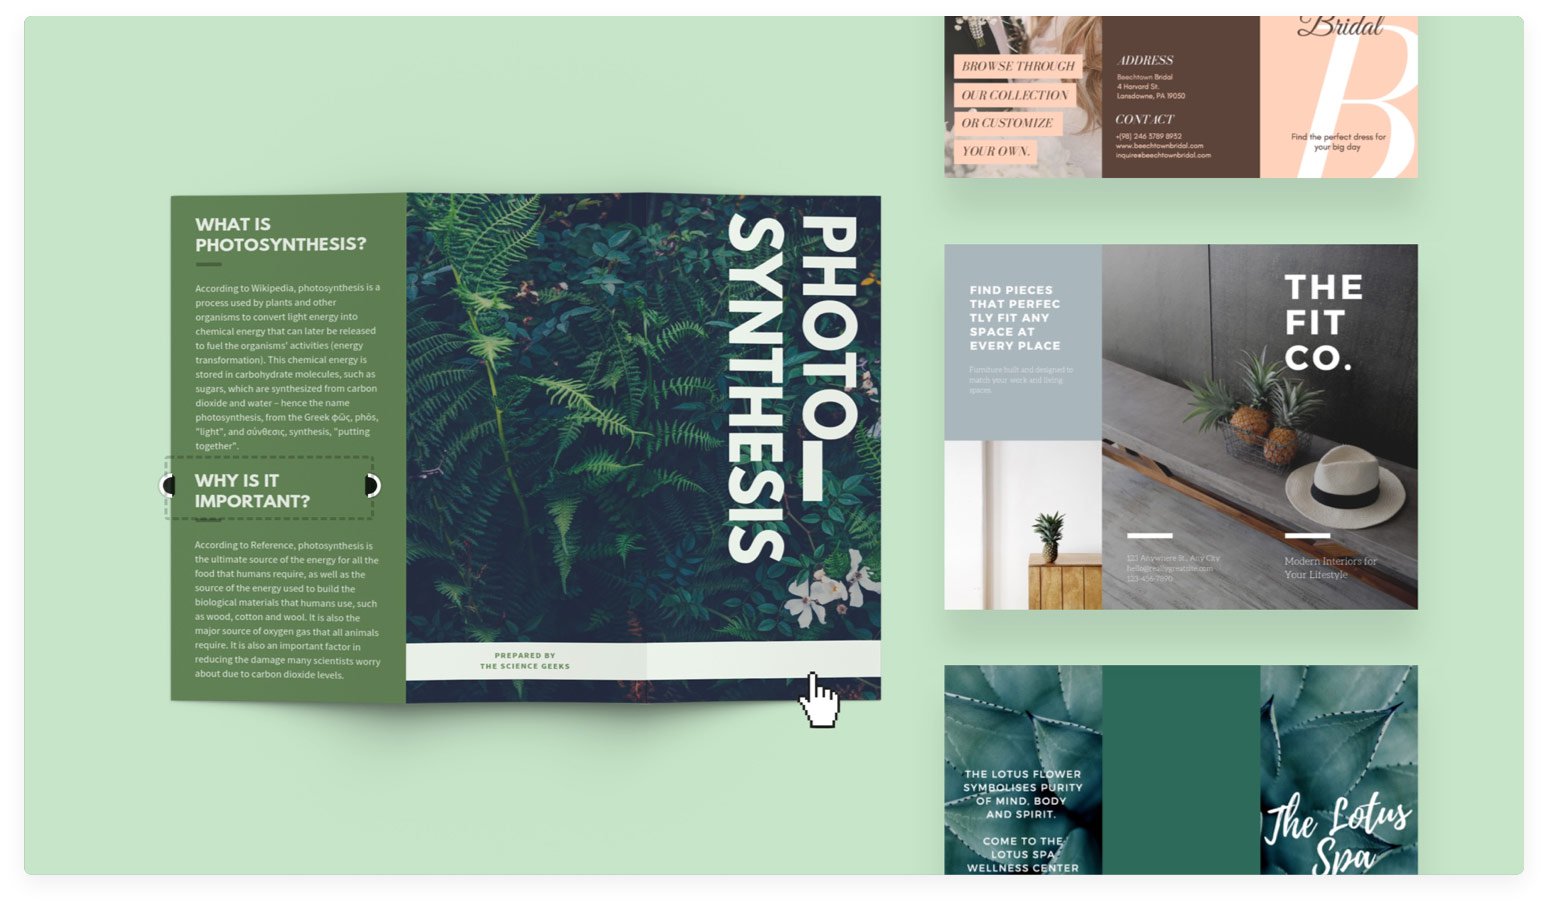 WHAT IS
PHOTOSYNTHESIS?
According to Wikipedia, photosynthesis is a
process used by plants and other
organisms to convert light energy into
chemical energy that can later be released
to fuel the organisms' activities (energy
transformation). This chemical energy is
stored in carbohydrate molecules, such as
sugars, which are synthesized from carbon
dioxide and water – hence the name
photosynthesis, from the Greek φῶς, phōs,
"light", and σύνθεσις, synthesis, "putting
together".
WHY IS IT
IMPORTANT?
According to Reference, photosynthesis is
the ultimate source of the energy for all the
food that humans require, as well as the
source of the energy used to build the
biological materials that humans use, such
as wood, cotton and wool. It is also the
major source of oxygen gas that all animals
require. It is also an important factor in
reducing the damage many scientists worry
about due to carbon dioxide levels.
PREPARED BY
THE SCIENCE GEEKS
PHOTO
SYNTHESIS
BROWSE THROUGH
OUR COLLECTION
OR CUSTOMIZE
YOUR OWN.
ADDRESS
Beechtown Bridal
4 Harvard St.
Lansdowne, PA 19050
CONTACT
+(98) 246 3789 8932
www.beechtownbridal.com
inquire@beechtownbridal.com
Bridal
B
Find the perfect dress for
your big day
FIND PIECES
THAT PERFEC
TLY FIT ANY
SPACE AT
EVERY PLACE
Furniture built and designed to
match your work and living
spaces.
THE
FIT
CO.
123 Anywhere St., Any City
hello@reallygreatsite.com
123-456-7890
Modern Interiors for
Your Lifestyle
THE LOTUS FLOWER
SYMBOLISES PURITY
OF MIND, BODY
AND SPIRIT.
COME TO THE
LOTUS SPA
WELLNESS CENTER
The Lotus
Spa